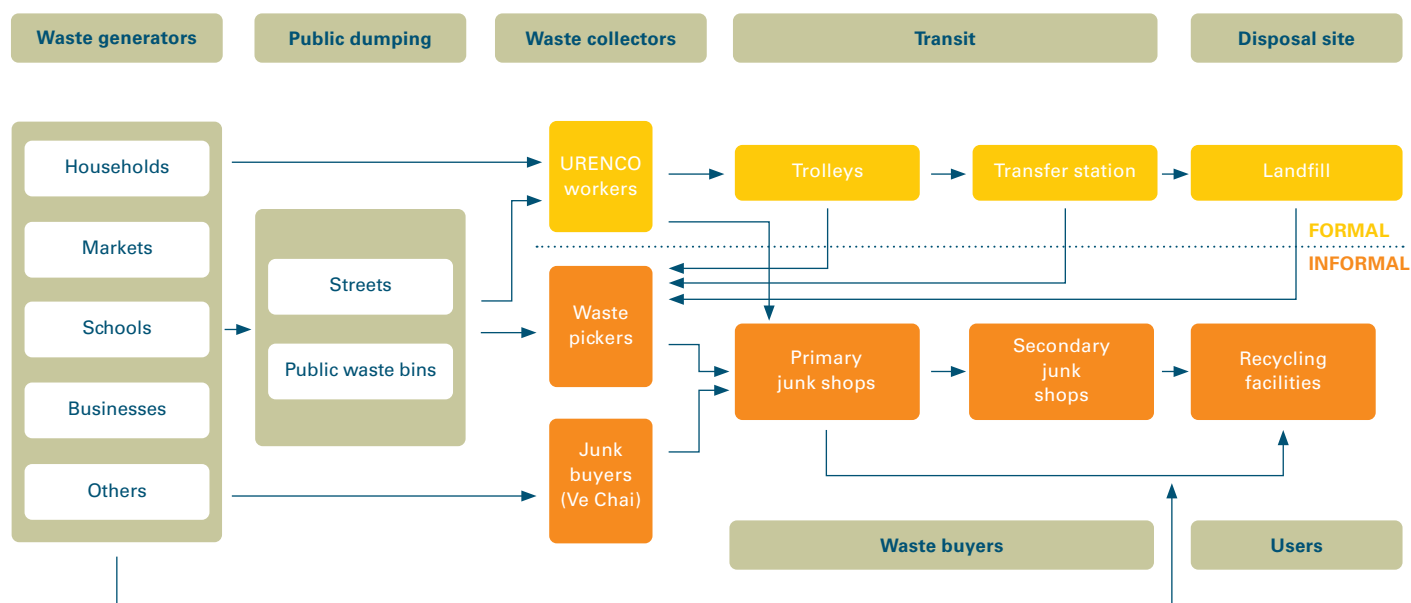 Waste generators
Public dumping
Waste collectors
Transit
Disposal site
Households
Markets
Schools
Businesses
Others
Streets
Public waste bins
URENCO
workers
Waste
pickers
Junk
buyers
(Ve Chai)
Trolleys
Transfer station
Landfill
FORMAL
INFORMAL
Primary
junk shops
Secondary
junk
shops
Recycling
facilities
Waste buyers
Users